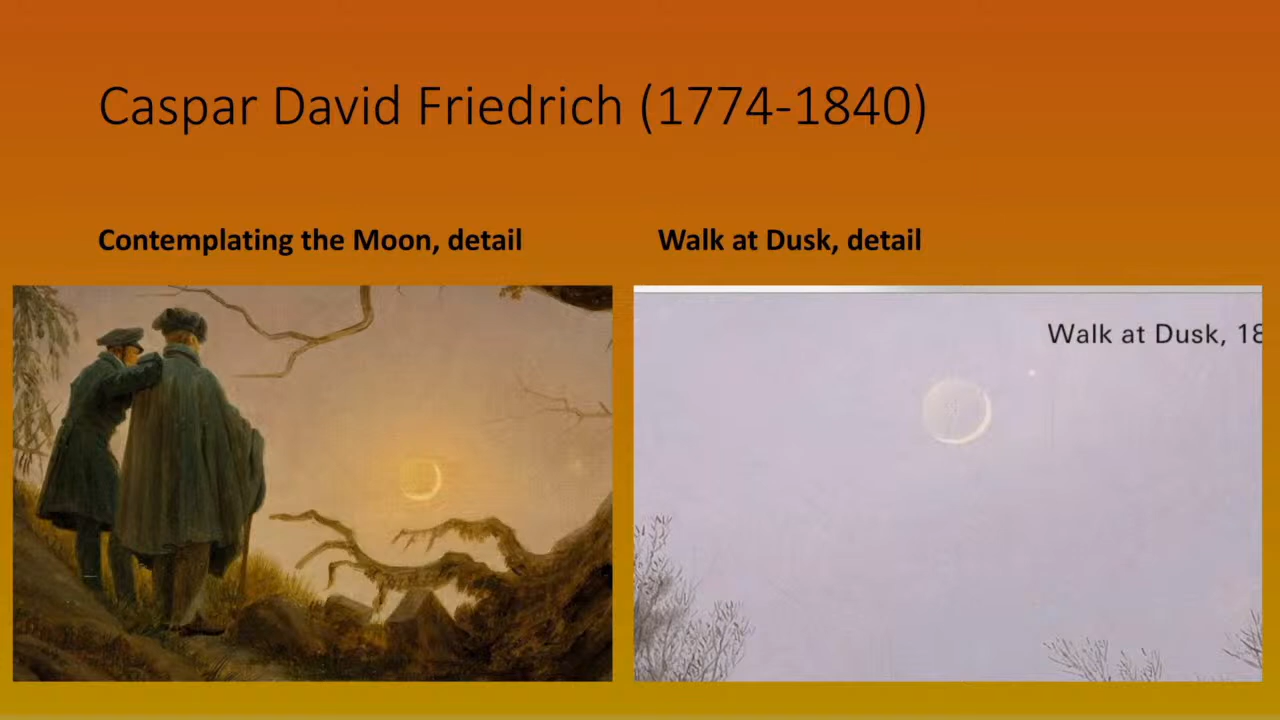 Caspar David Friedrich (1774-1840)
Contemplating the Moon, detail
Walk at Dusk, detail
Walk at Dusk, 18